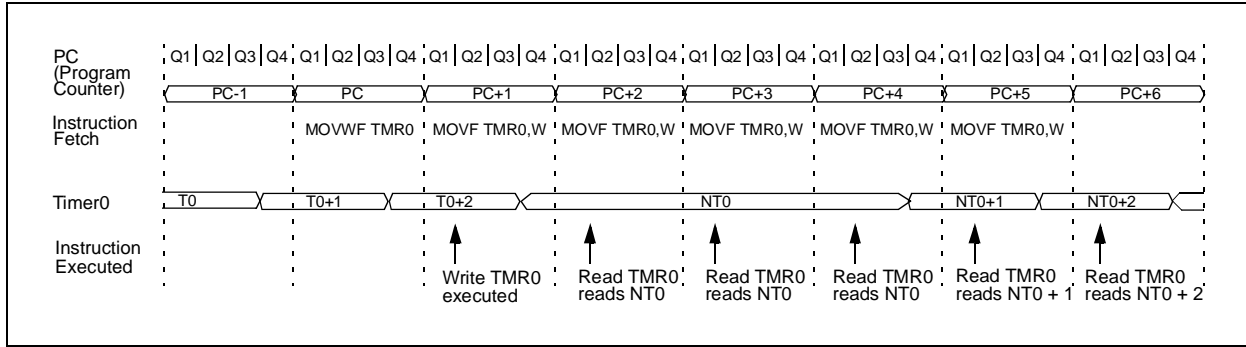 PC
(Program
Counter)
Q1 Q2 Q3 Q4 Q1 Q2 Q3 Q4 Q1 Q2 Q3 Q4 Q1 Q2 Q3 Q4 Q1 Q2 Q3 Q4 Q1 Q2 Q3 Q4 Q1 Q2 Q3 Q4 Q1 Q2 Q3 Q4
PC-1 PC PC+1 PC+2 PC+3 PC+4 PC+5 PC+6
Instruction
Fetch
MOVWF TMR0 MOVF TMR0,W MOVF TMR0,W MOVF TMR0,W MOVF TMR0,W MOVF TMR0,W
Timer0
T0 T0+1 T0+2 NT0 NT0+1 NT0+2
Instruction
Executed
Write TMR0
executed
Read TMR0
reads NT0
Read TMR0
reads NT0
Read TMR0
reads NT0
Read TMR0
reads NT0 + 1
Read TMR0
reads NT0 + 2